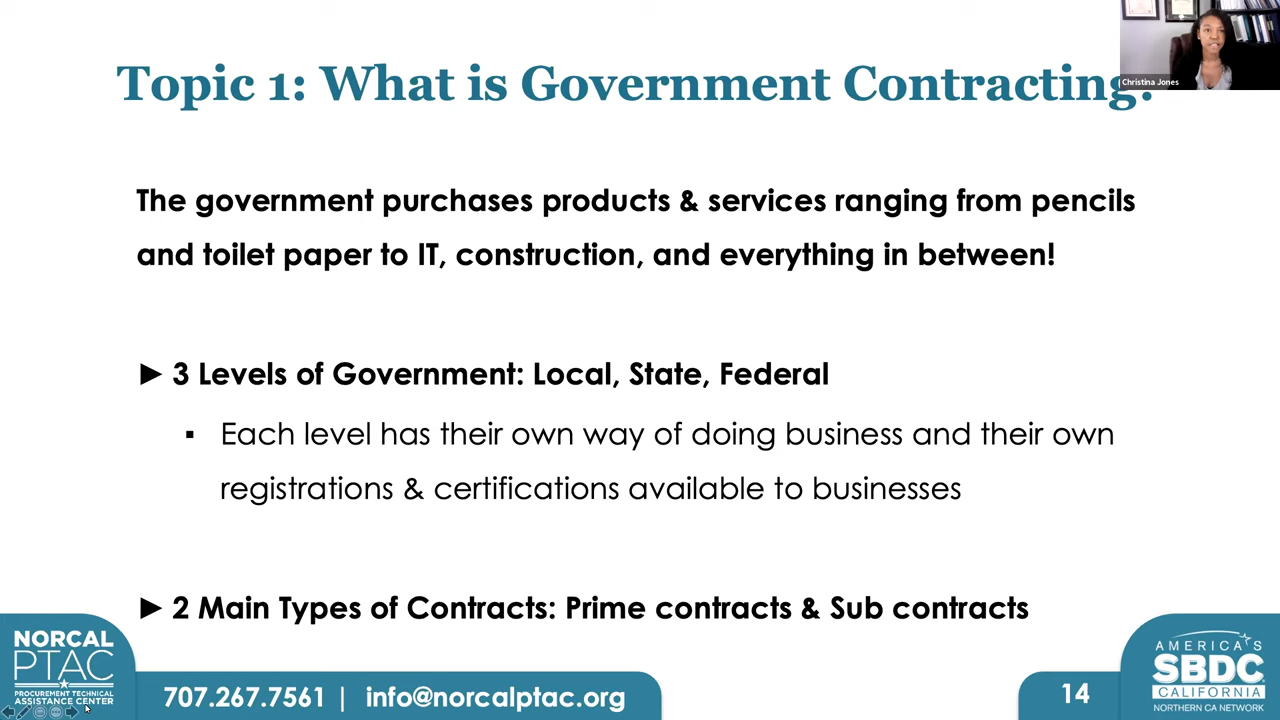 Topic 1: What is Government Contracting?
Christina Jones
The government purchases products & services ranging from pencils
and toilet paper to IT, construction, and everything in between!
► 3 Levels of Government: Local, State, Federal
▪ Each level has their own way of doing business and their own
registrations & certifications available to businesses
► 2 Main Types of Contracts: Prime contracts & Sub contracts
NORCAL
PTAC
PROCUREMENT TECHNICAL
ASSISTANCE CENTER
707.267.7561 | info@norcalptac.org
14
AMERICA'S
SBDC
CALIFORNIA
NORTHERN CA NETWORK